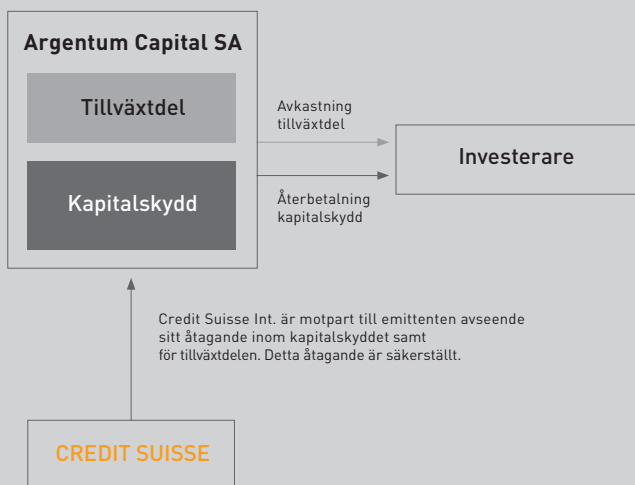 Argentum Capital SA
Tillväxtdel
Kapitalskydd
Avkastning
tillväxtdel
Återbetalning
kapitalskydd
Investerare
Credit Suisse Int. är motpart till emittenten avseende
sitt åtagande inom kapitalskyddet samt
för tillväxtdelen. Detta åtagande är säkerställt.
CREDIT SUISSE